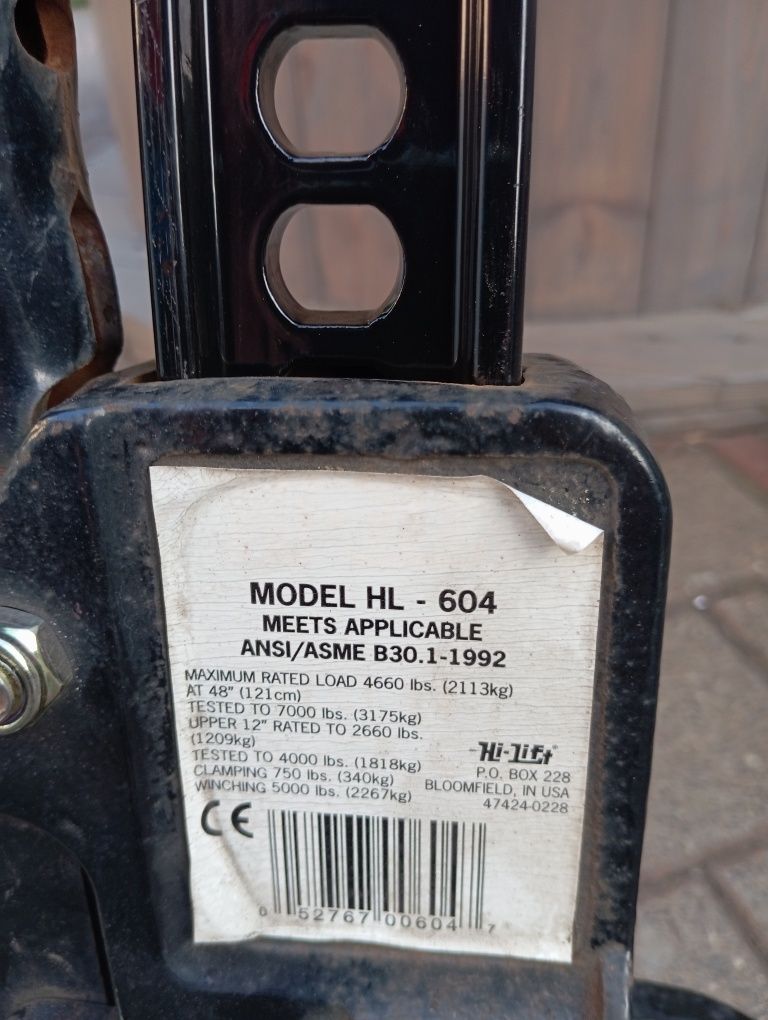 MODEL HL - 604
MEETS APPLICABLE
ANSI/ASME B30.1-1992
MAXIMUM RATED LOAD 4660 lbs. (2113kg)
AT 48" (121cm)
TESTED TO 7000 lbs. (3175kg)
UPPER 12" RATED TO 2660 lbs.
(1209kg)
TESTED TO 4000 lbs. (1818kg)
CLAMPING 750 lbs. (340kg)
WINCHING 5000 lbs. (2267kg)
Hi-Lift®
P.O. BOX 228
BLOOMFIELD, IN USA
47424-0228
CE
0 52767 00604 7